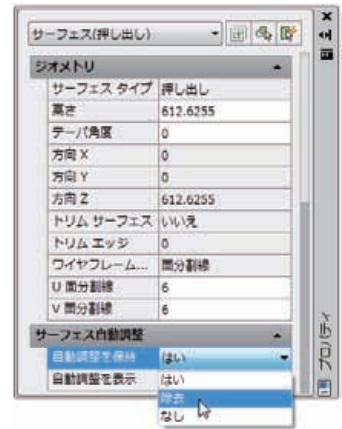 サーフェス(押し出し)
ジオメトリ
サーフェス タイプ 押し出し
高さ 612.6255
テーパ角度 0
方向 X 0
方向 Y 0
方向 Z 612.6255
トリム サーフェス いいえ
トリム エッジ 0
ワイヤフレーム... 面分割線
U 面分割線 6
V 面分割線 6
サーフェス自動調整
自動調整を保持 はい
自動調整を表示 はい
除去
なし
プロパティ